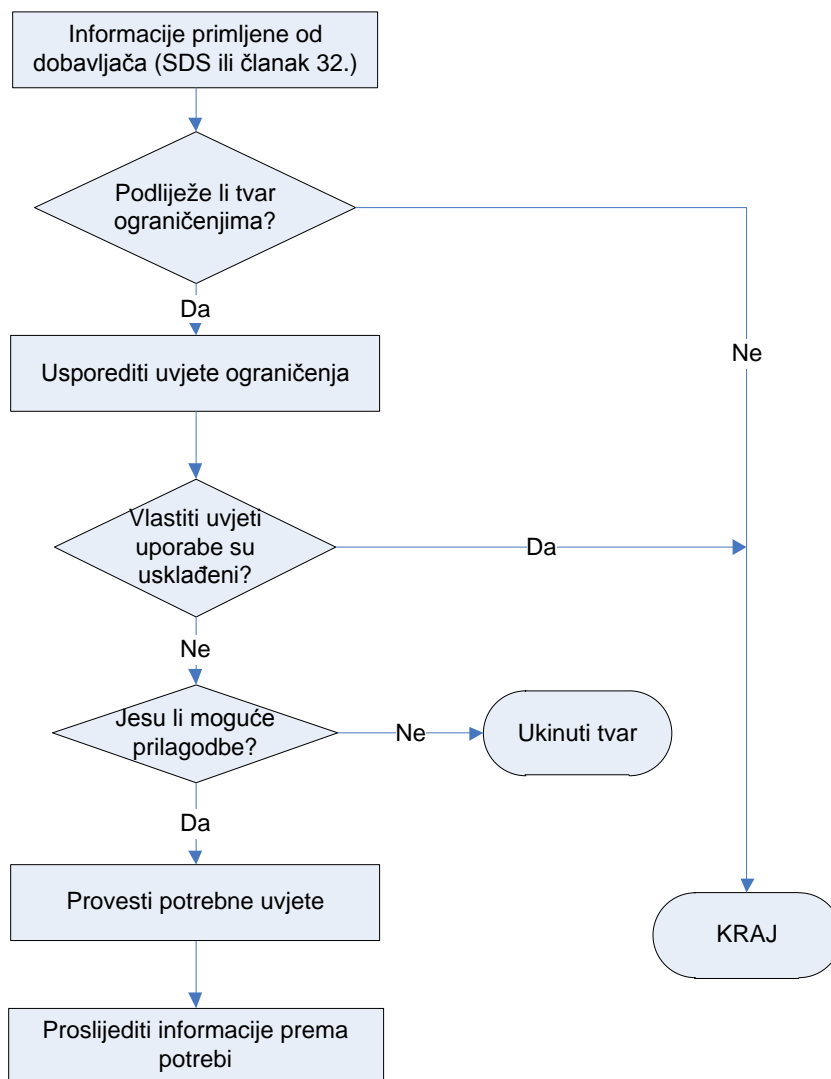 Informacije primljene od
dobavljača (SDS ili članak 32.)
Podliježe li tvar
ograničenjima?
Da
Ne
Usporediti uvjete ograničenja
Vlastiti uvjeti
uporabe su
usklađeni?
Da
Ne
Jesu li moguće
prilagodbe?
Ne
Ukinuti tvar
Da
Provesti potrebne uvjete
KRAJ
Proslijediti informacije prema
potrebi